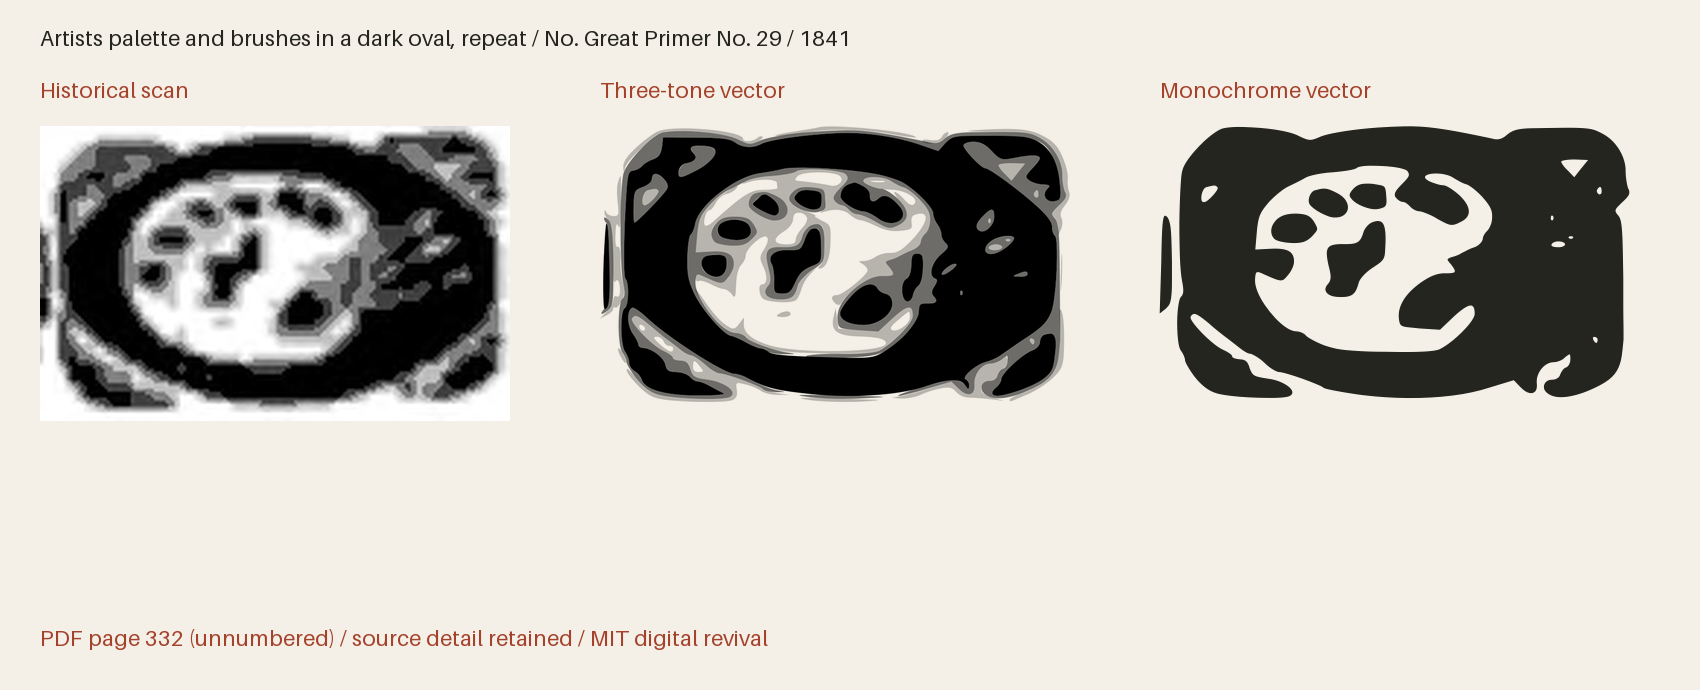 Artists palette and brushes in a dark oval, repeat / No. Great Primer No. 29 / 1841
Historical scan
Three-tone vector
Monochrome vector
PDF page 332 (unnumbered) / source detail retained / MIT digital revival